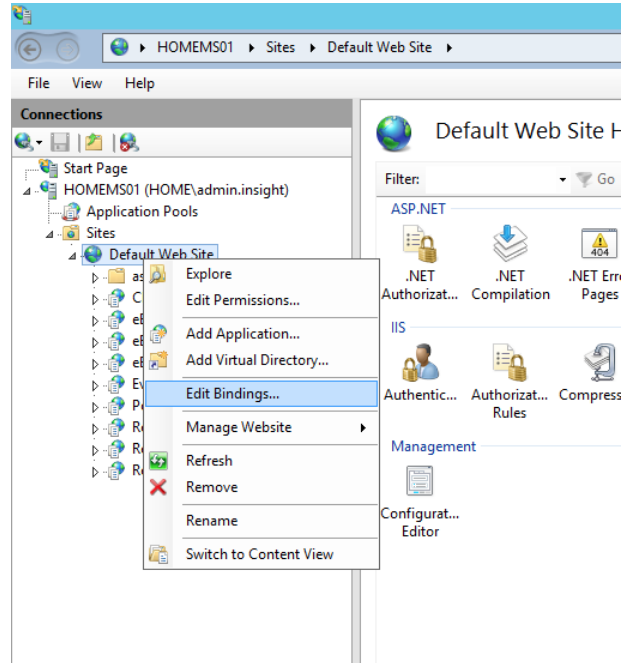 HOMEMS01 Sites Default Web Site
File View Help
Connections
Start Page
HOMEMS01 (HOME\admin.insight)
Application Pools
Sites
Default Web Site
Explore
Edit Permissions...
Add Application...
Add Virtual Directory...
Edit Bindings...
Manage Website
Refresh
Remove
Rename
Switch to Content View
Default Web Site H
Filter: Go
ASP.NET
.NET Authorizat...
.NET Compilation
.NET Erro
Pages
404
IIS
Authentic...
Authorizat...
Rules
Compress
Management
Configurat...
Editor